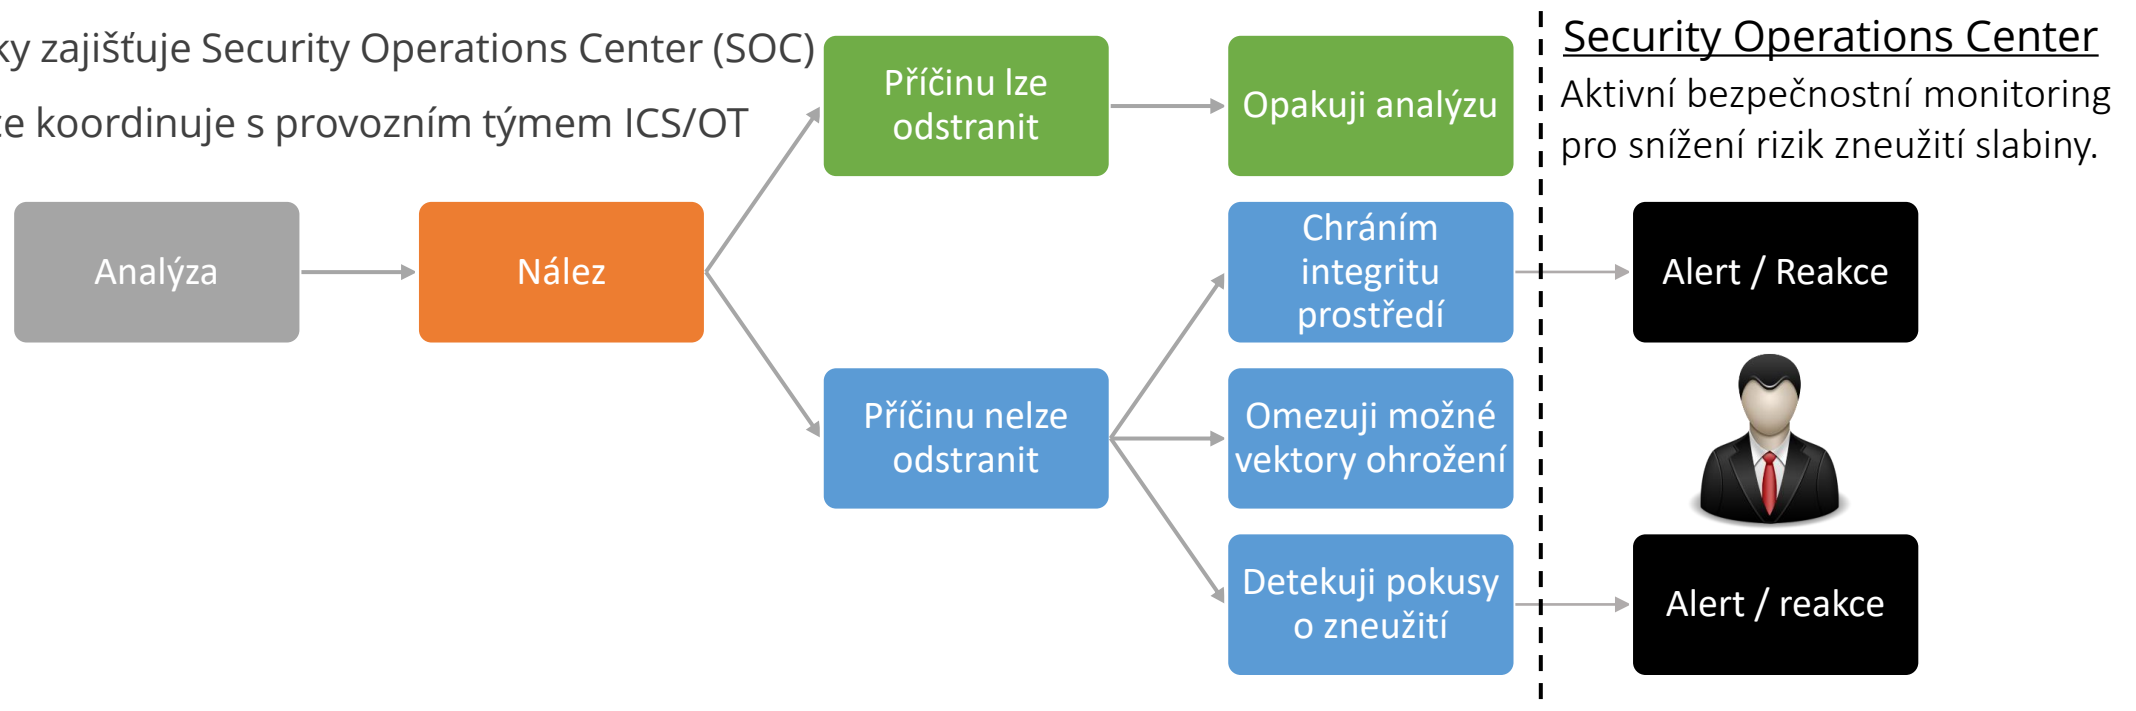 ky zajišťuje Security Operations Center (SOC)
ce koordinuje s provozním týmem ICS/OT
Analýza
Nález
Příčinu lze
odstranit
Opakuji analýzu
Příčinu nelze
odstranit
Chráním
integritu
prostředí
Omezuji možné
vektory ohrožení
Detekuji pokusy
o zneužití
Security Operations Center
Aktivní bezpečnostní monitoring
pro snížení rizik zneužití slabiny.
Alert / Reakce
Alert / reakce